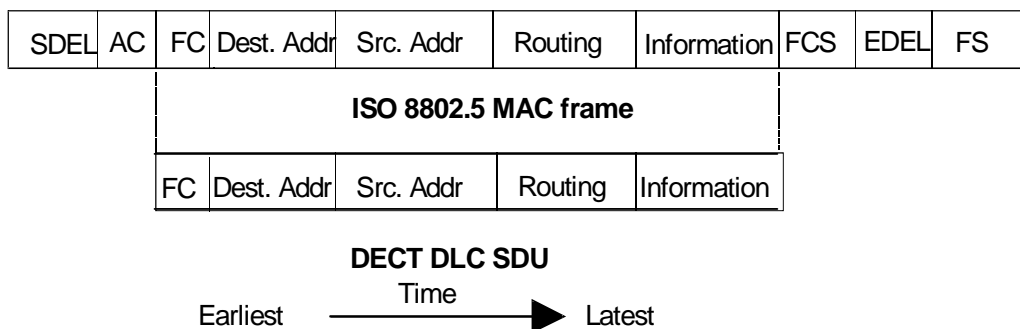 SDEL AC FC Dest. Addr Src. Addr Routing Information FCS EDEL FS
ISO 8802.5 MAC frame
FC Dest. Addr Src. Addr Routing Information
DECT DLC SDU
Time
Earliest Latest